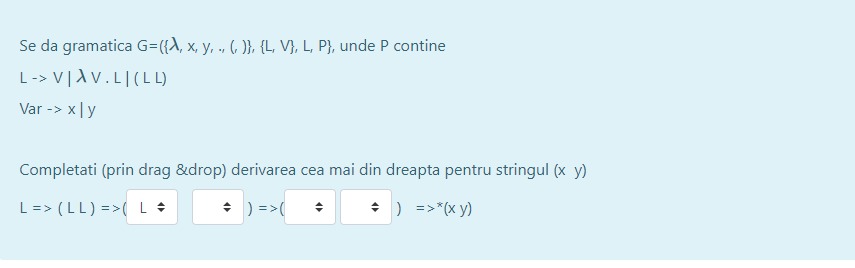 Se da gramatica G=({λ, x, y, ., (, )}, {L, V}, L, P}, unde P contine
L -> V | λ V . L | ( L L)
Var -> x | y
Completati (prin drag &drop) derivarea cea mai din dreapta pentru stringul (x y)
L => ( L L ) =>( L ) =>( ) =>*(x y)